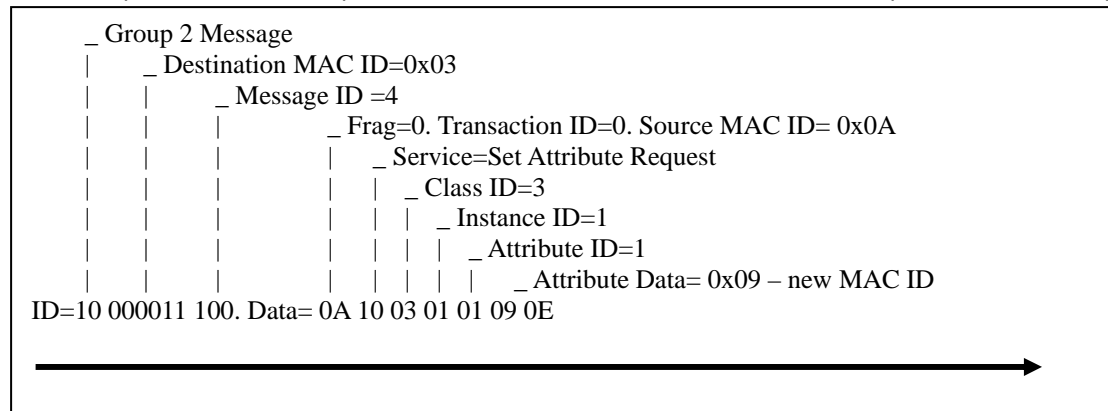 _ Group 2 Message
_ Destination MAC ID=0x03
_ Message ID =4
_ Frag=0. Transaction ID=0. Source MAC ID= 0x0A
_ Service=Set Attribute Request
_ Class ID=3
_ Instance ID=1
_ Attribute ID=1
_ Attribute Data= 0x09 – new MAC ID
ID=10 000011 100. Data= 0A 10 03 01 01 09 0E